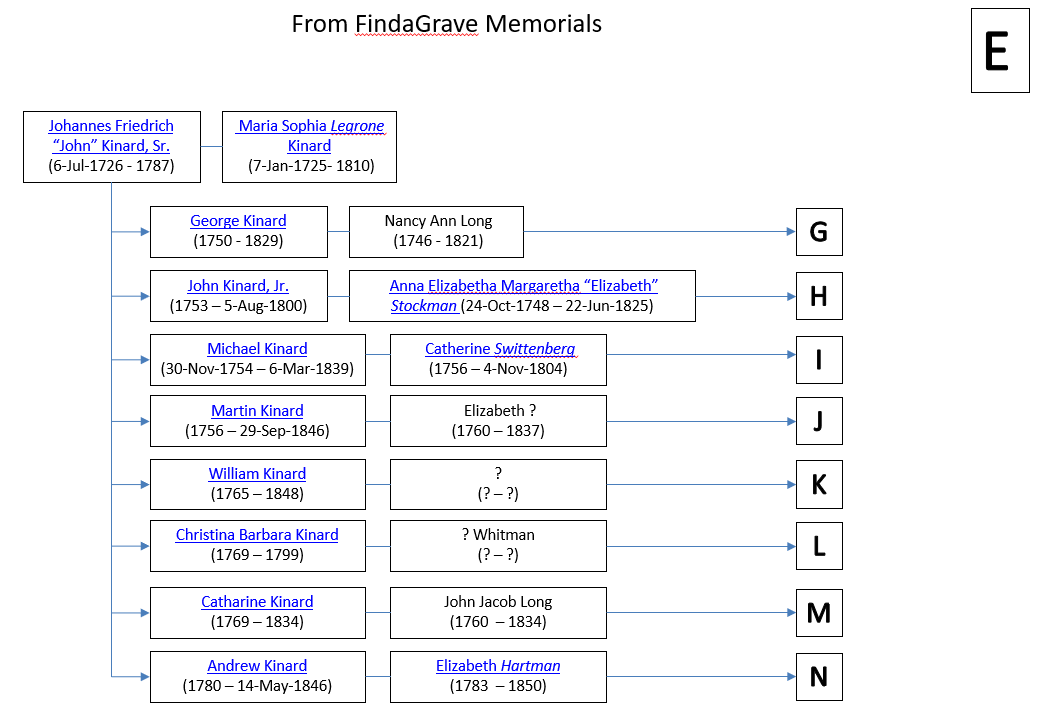 From FindaGrave Memorials
E
Johannes Friedrich
“John” Kinard, Sr.
(6-Jul-1726 - 1787)
Maria Sophia Legrone
Kinard
(7-Jan-1725- 1810)
George Kinard
(1750 - 1829)
Nancy Ann Long
(1746 - 1821)
G
John Kinard, Jr.
(1753 – 5-Aug-1800)
Anna Elizabetha Margaretha “Elizabeth”
Stockman (24-Oct-1748 – 22-Jun-1825)
H
Michael Kinard
(30-Nov-1754 – 6-Mar-1839)
Catherine Swittenberg
(1756 – 4-Nov-1804)
I
Martin Kinard
(1756 – 29-Sep-1846)
Elizabeth ?
(1760 – 1837)
J
William Kinard
(1765 – 1848)
?
(? – ?)
K
Christina Barbara Kinard
(1769 – 1799)
? Whitman
(? – ?)
L
Catharine Kinard
(1769 – 1834)
John Jacob Long
(1760 – 1834)
M
Andrew Kinard
(1780 – 14-May-1846)
Elizabeth Hartman
(1783 – 1850)
N